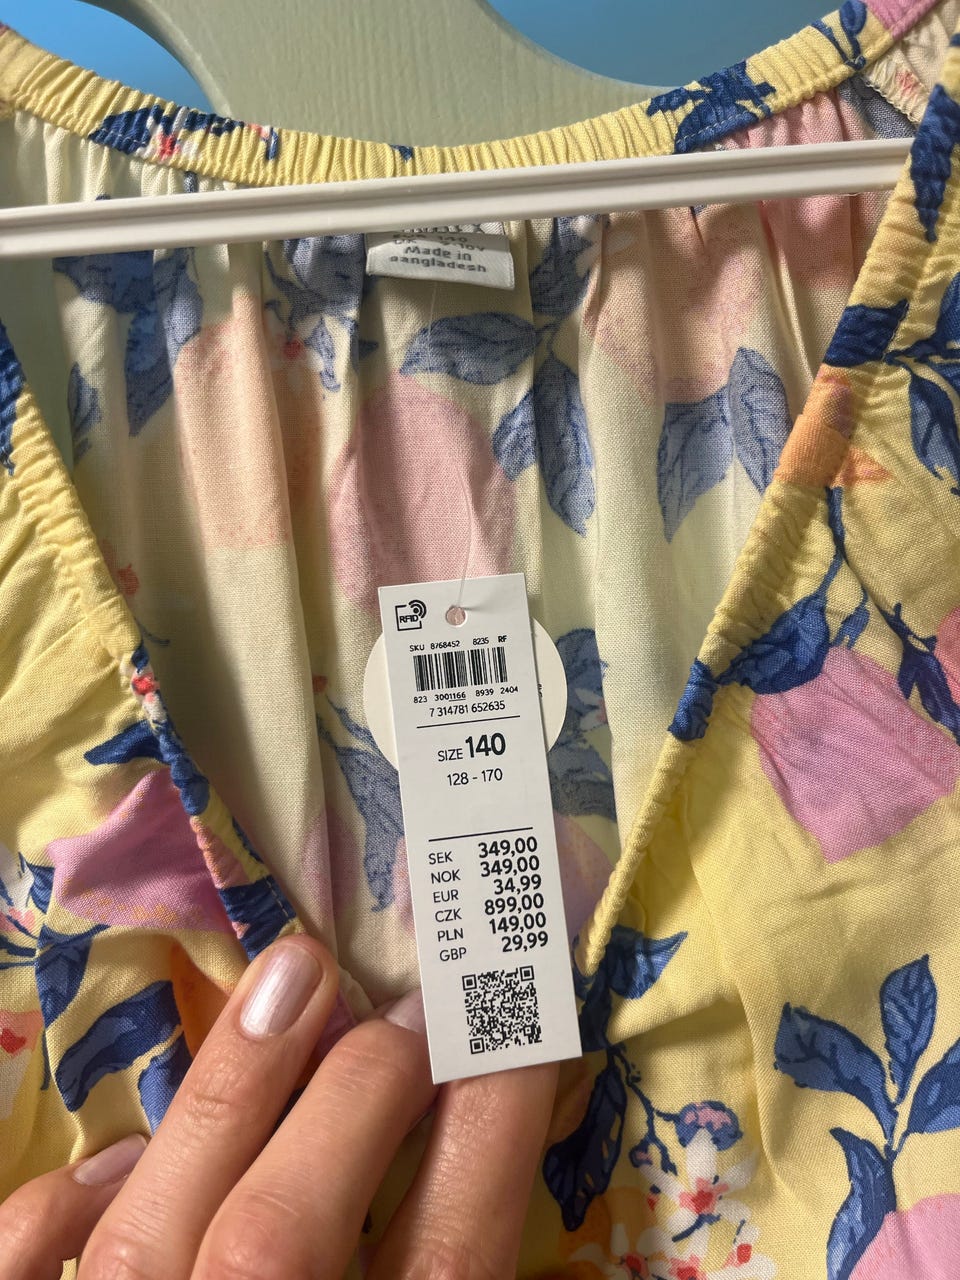 Made in
Bangladesh
RFID
SKU 8768452 8235 RF
823 3001166 8939 2404
7 314781 652635
SIZE 140
128 - 170
SEK 349,00
NOK 349,00
EUR 34,99
CZK 899,00
PLN 149,00
GBP 29,99